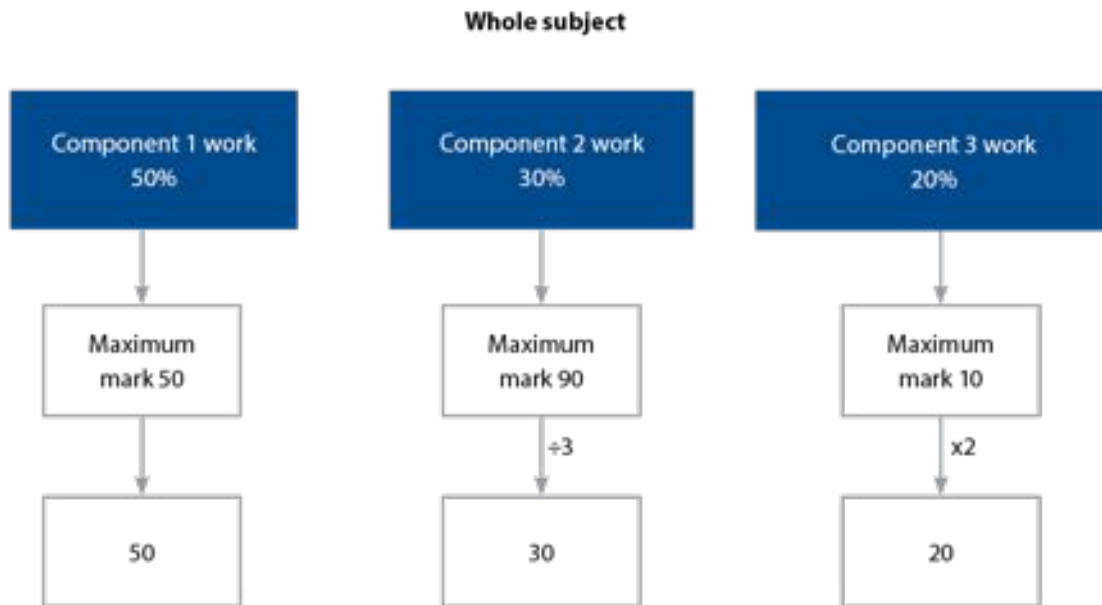 Whole subject
Component 1 work
50%
Component 2 work
30%
Component 3 work
20%
Maximum
mark 50
Maximum
mark 90
Maximum
mark 10
÷3
x2
50
30
20